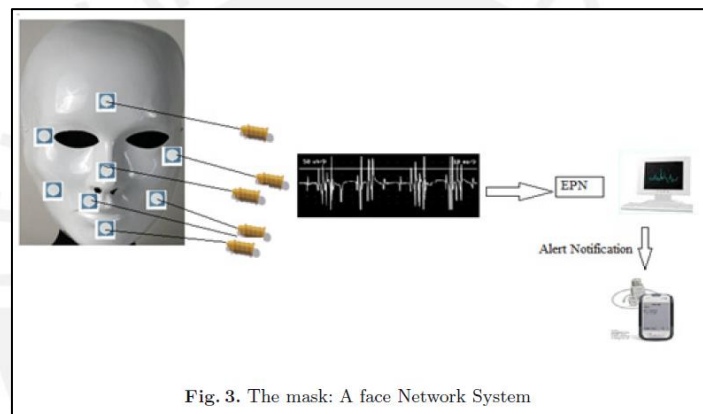 EPN
Alert Notification
Fig. 3. The mask: A face Network System